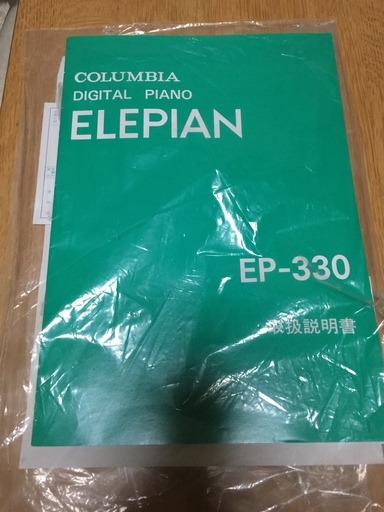 COLUMBIA
DIGITAL PIANO
ELEPIAN
EP-330
取扱説明書